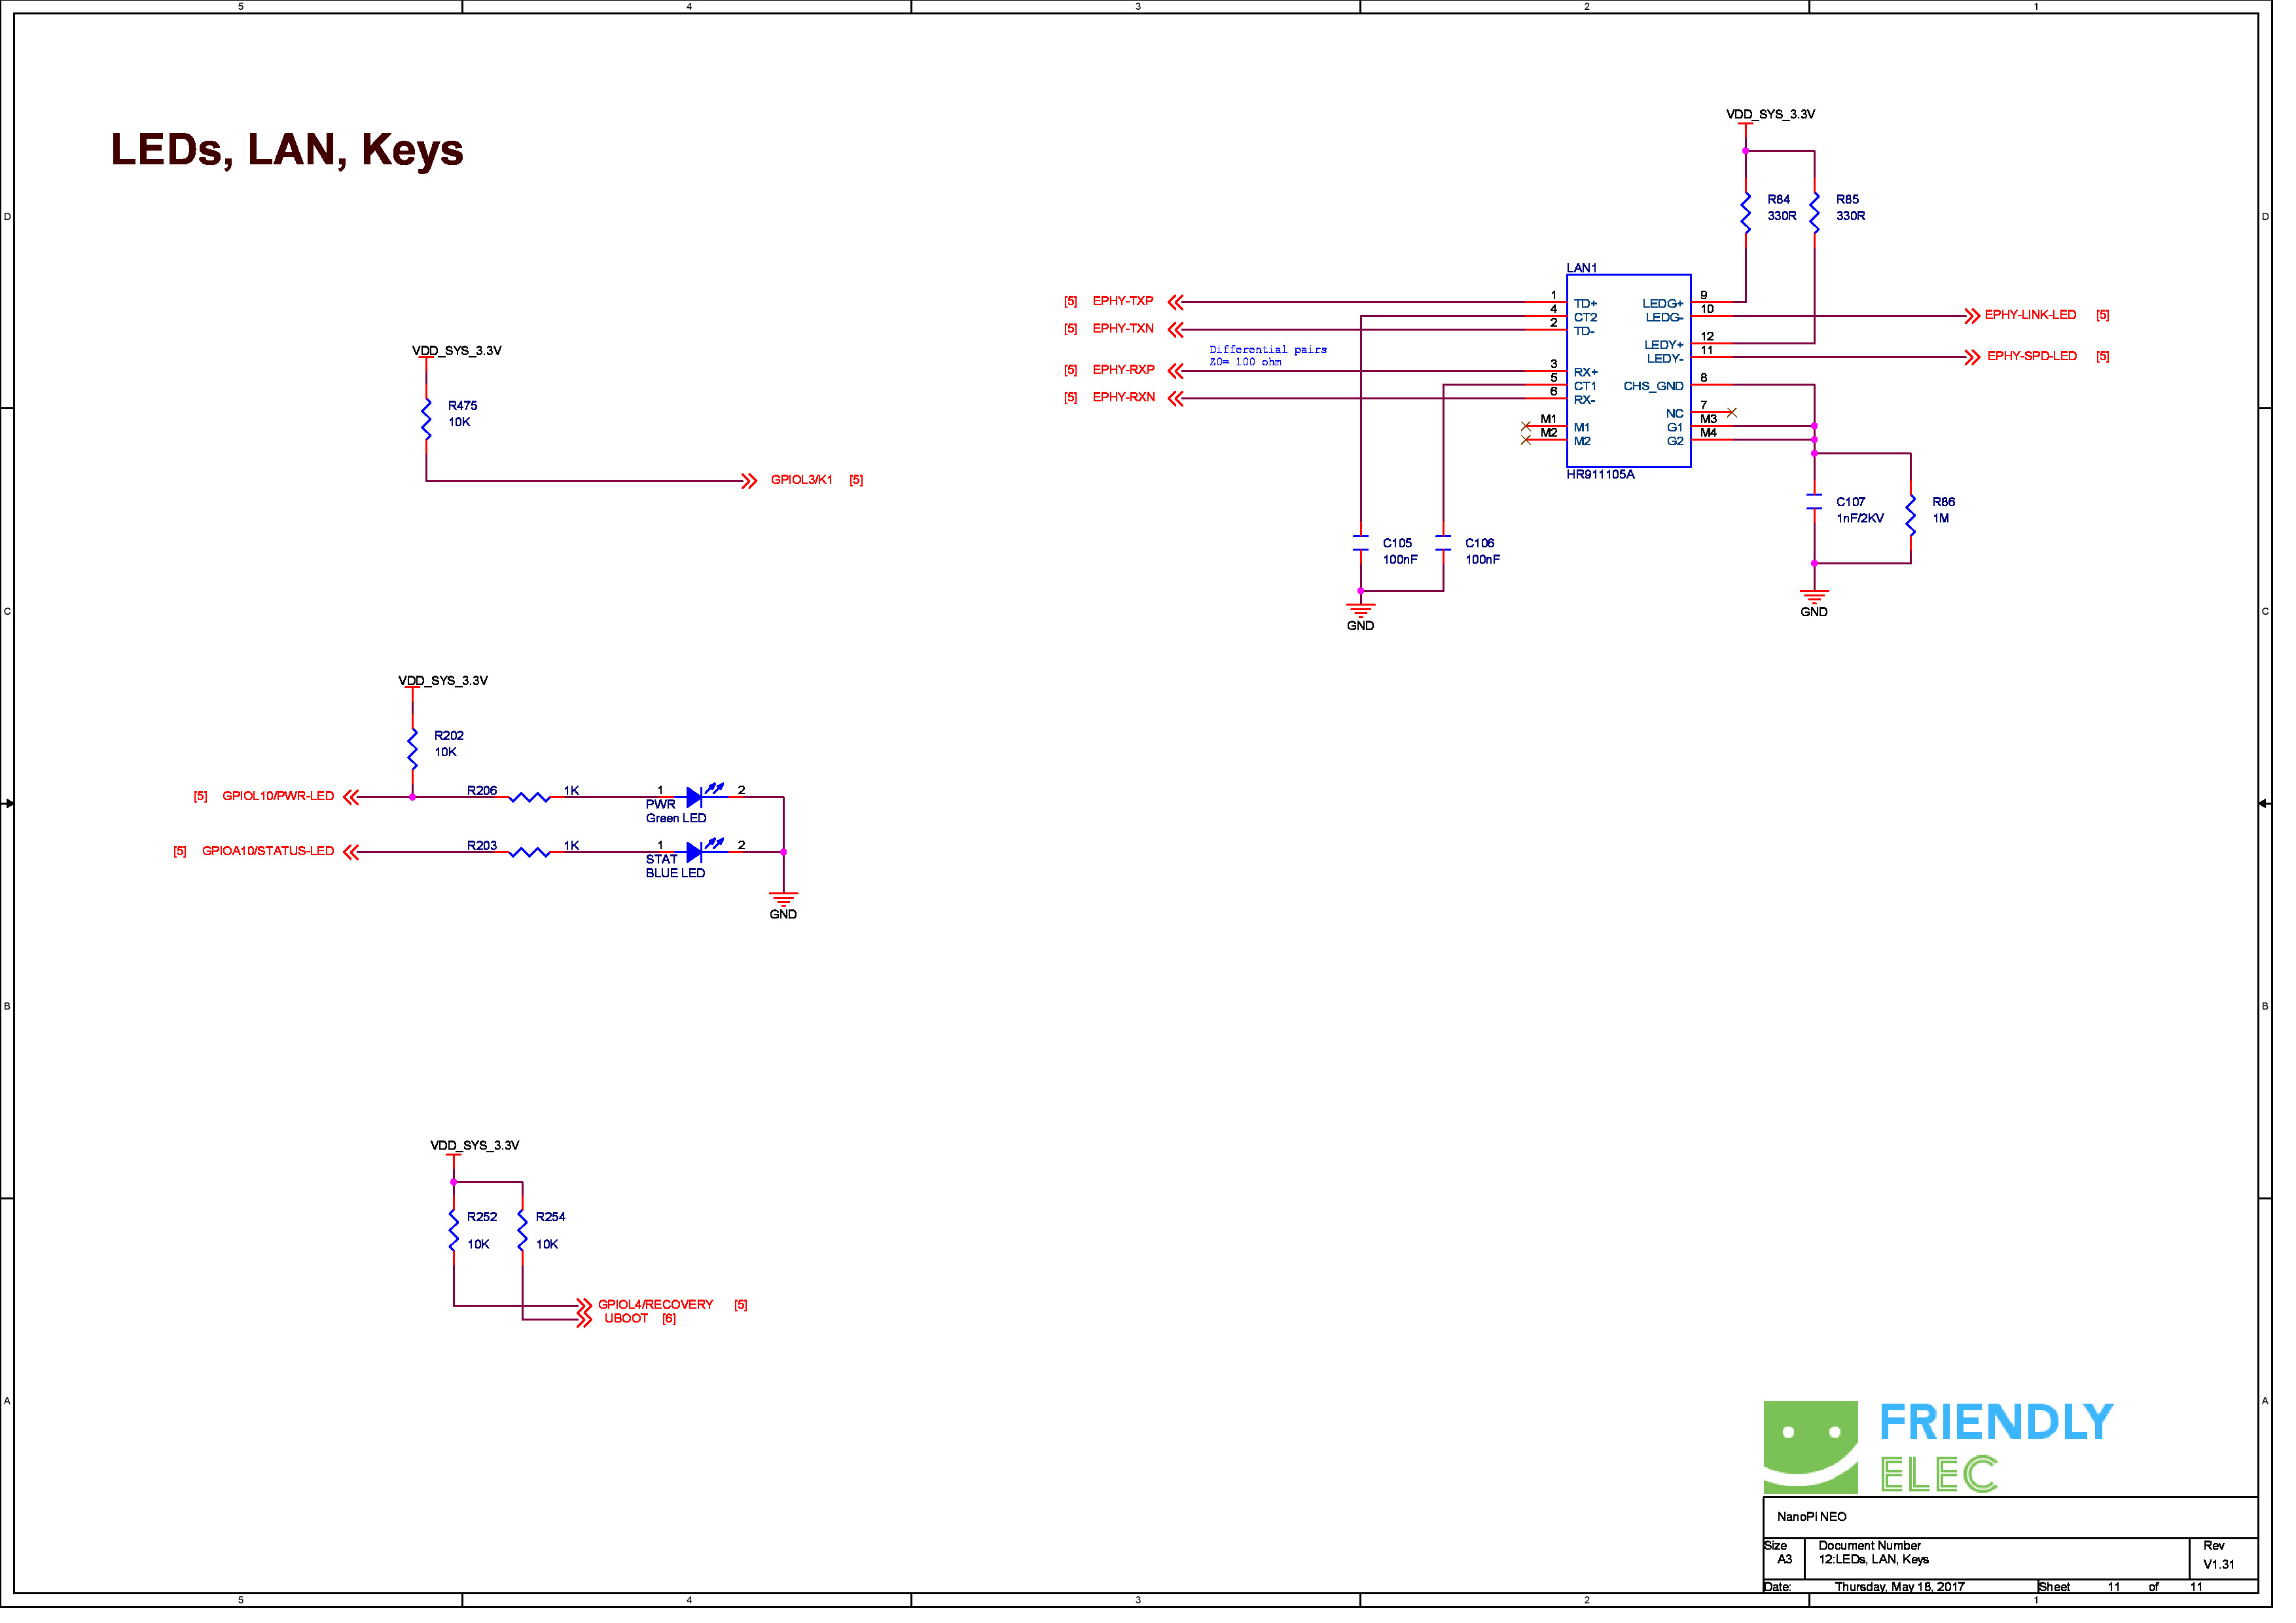 5 4 3 2 1
LEDs, LAN, Keys
D D
C C
B B
A A
VDD_SYS_3.3V
R84
330R
R85
330R
LAN1
[5] EPHY-TXP
[5] EPHY-TXN
Differential pairs
Z0= 100 ohm
[5] EPHY-RXP
[5] EPHY-RXN
1 TD+
4 CT2
2 TD-
3 RX+
5 CT1
6 RX-
M1 M1
M2 M2
LEDG+ 9
LEDG- 10
LEDY+ 12
LEDY- 11
CHS_GND 8
NC 7
G1 M3
G2 M4
HR911105A
EPHY-LINK-LED [5]
EPHY-SPD-LED [5]
C107
1nF/2KV
R86
1M
GND
C105
100nF
C106
100nF
GND
VDD_SYS_3.3V
R475
10K
GPIOL3/K1 [5]
VDD_SYS_3.3V
R202
10K
[5] GPIOL10/PWR-LED
R206 1K
1 2
PWR
Green LED
[5] GPIOA10/STATUS-LED
R203 1K
1 2
STAT
BLUE LED
GND
VDD_SYS_3.3V
R252
10K
R254
10K
GPIOL4/RECOVERY [5]
UBOOT [6]
FRIENDLY
ELEC
NanoPi NEO
Size
A3
Document Number
12:LEDs, LAN, Keys
Rev
V1.31
Date: Thursday, May 18, 2017
Sheet 11 of 11
5 4 3 2 1